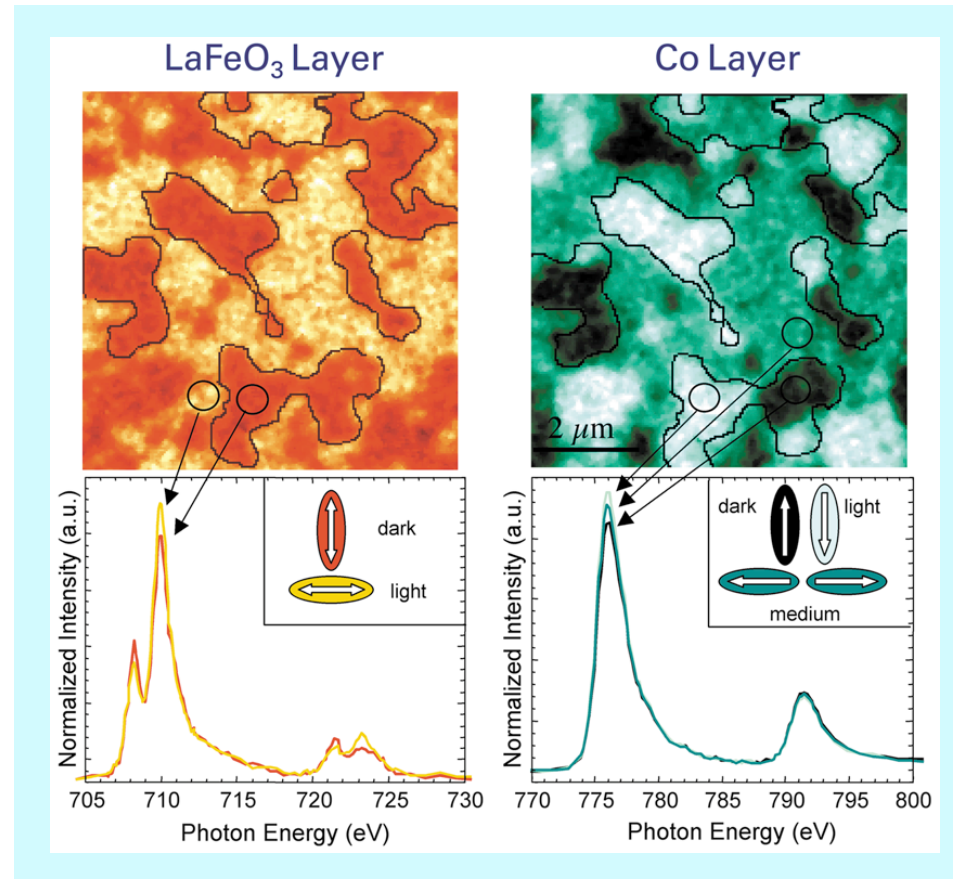 LaFeO₃ Layer
Co Layer
2 μm
Normalized Intensity (a.u.)
dark
light
705 710 715 720 725 730
Photon Energy (eV)
Normalized Intensity (a.u.)
dark
light
medium
770 775 780 785 790 795 800
Photon Energy (eV)